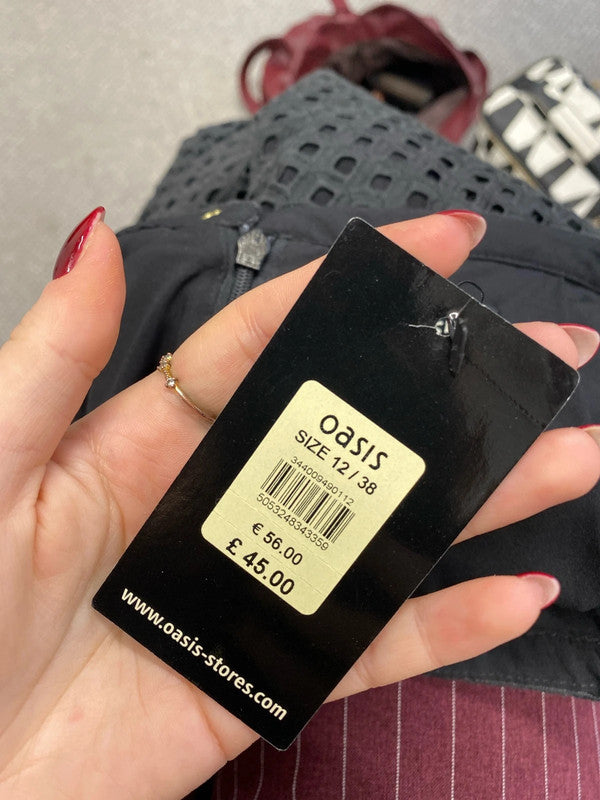 oasis
SIZE 12 / 38
344009490112
5053248343359
€ 56.00
£ 45.00
www.oasis-stores.com